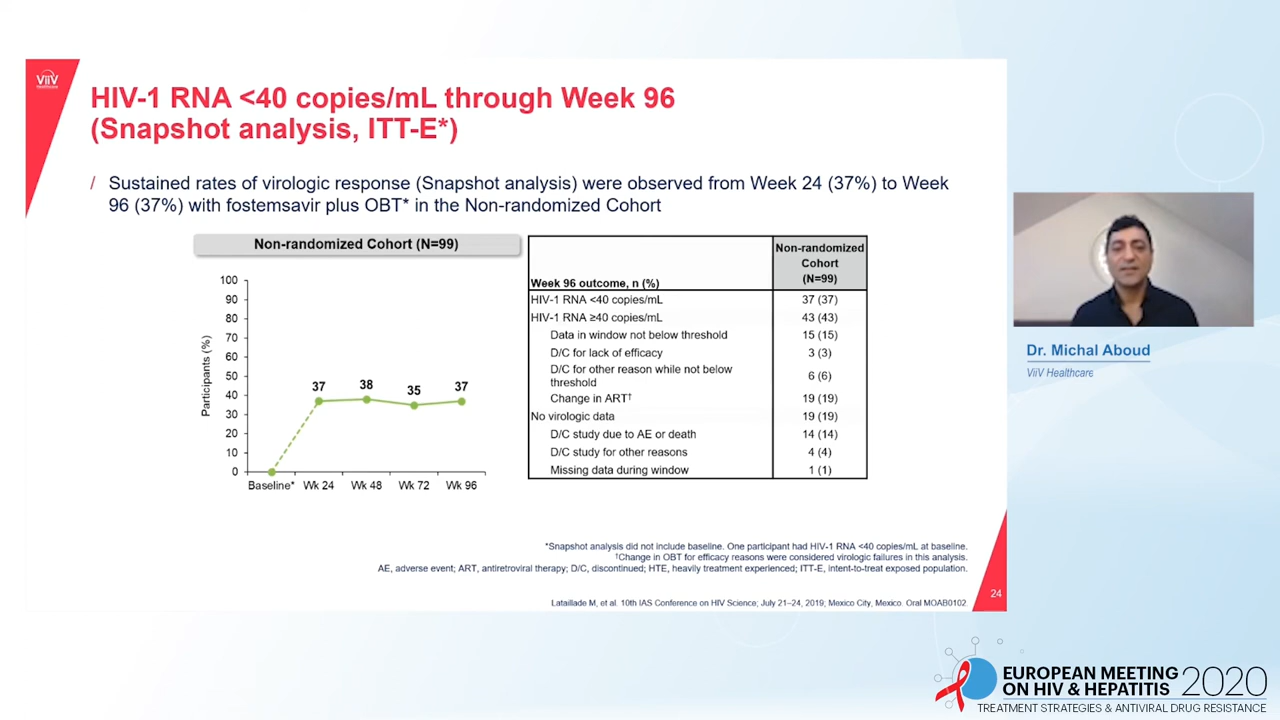 ViiV
Healthcare
HIV-1 RNA <40 copies/mL through Week 96
(Snapshot analysis, ITT-E*)
/ Sustained rates of virologic response (Snapshot analysis) were observed from Week 24 (37%) to Week
96 (37%) with fostemsavir plus OBT* in the Non-randomized Cohort
Non-randomized Cohort (N=99)
Participants (%)
100
90
80
70
60
50
40
30
20
10
0
37
38
35
37
Baseline* Wk 24 Wk 48 Wk 72 Wk 96
Week 96 outcome, n (%)
Non-randomized
Cohort
(N=99)
HIV-1 RNA <40 copies/mL 37 (37)
HIV-1 RNA ≥40 copies/mL 43 (43)
Data in window not below threshold 15 (15)
D/C for lack of efficacy 3 (3)
D/C for other reason while not below
threshold 6 (6)
Change in ART† 19 (19)
No virologic data 19 (19)
D/C study due to AE or death 14 (14)
D/C study for other reasons 4 (4)
Missing data during window 1 (1)
*Snapshot analysis did not include baseline. One participant had HIV-1 RNA <40 copies/mL at baseline.
†Change in OBT for efficacy reasons were considered virologic failures in this analysis.
AE, adverse event; ART, antiretroviral therapy; D/C, discontinued; HTE, heavily treatment experienced; ITT-E, intent-to-treat exposed population.
Lataillade M, et al. 10th IAS Conference on HIV Science; July 21–24, 2019; Mexico City, Mexico. Oral MOAB0102.
24
Dr. Michal Aboud
ViiV Healthcare
EUROPEAN MEETING
ON HIV & HEPATITIS 2020
TREATMENT STRATEGIES & ANTIVIRAL DRUG RESISTANCE